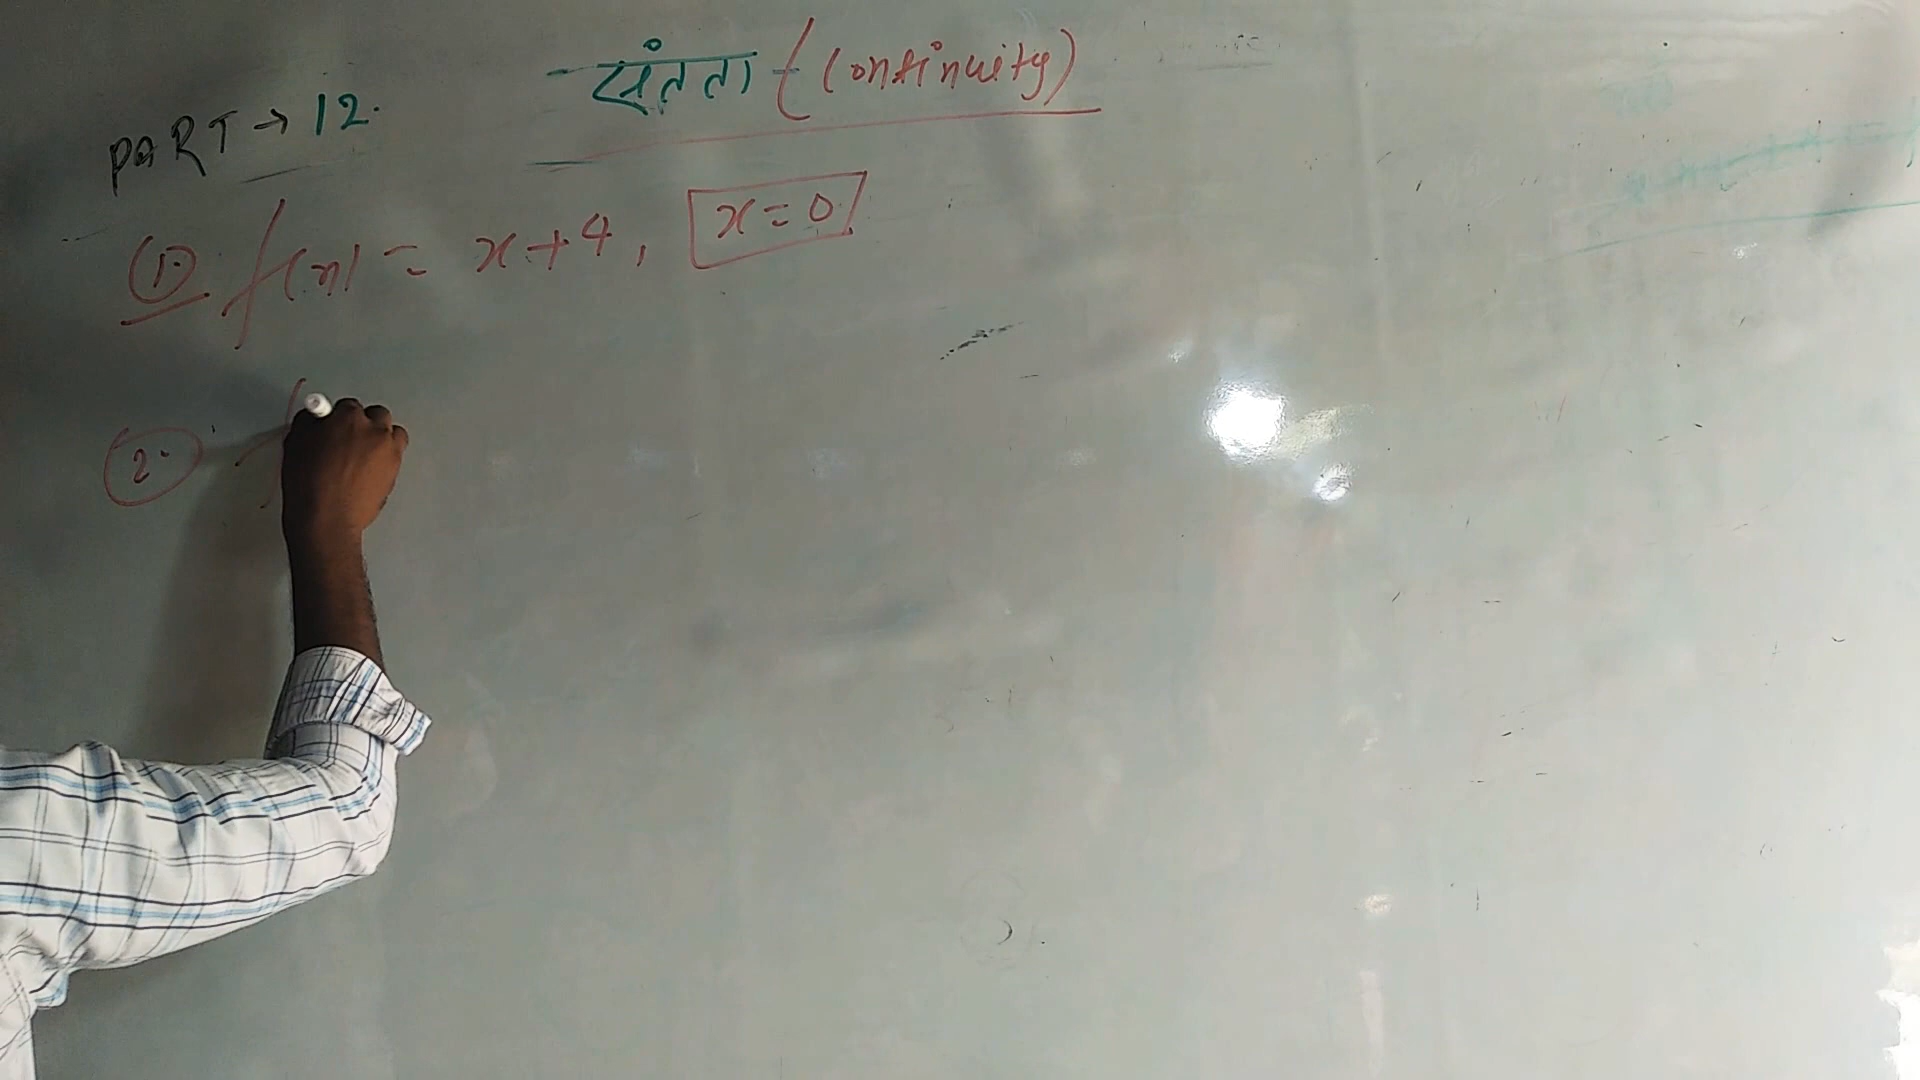 संतता (Continuity)
PART → 12.
(1) f(x) = x + 4, x = 0
(2.) f